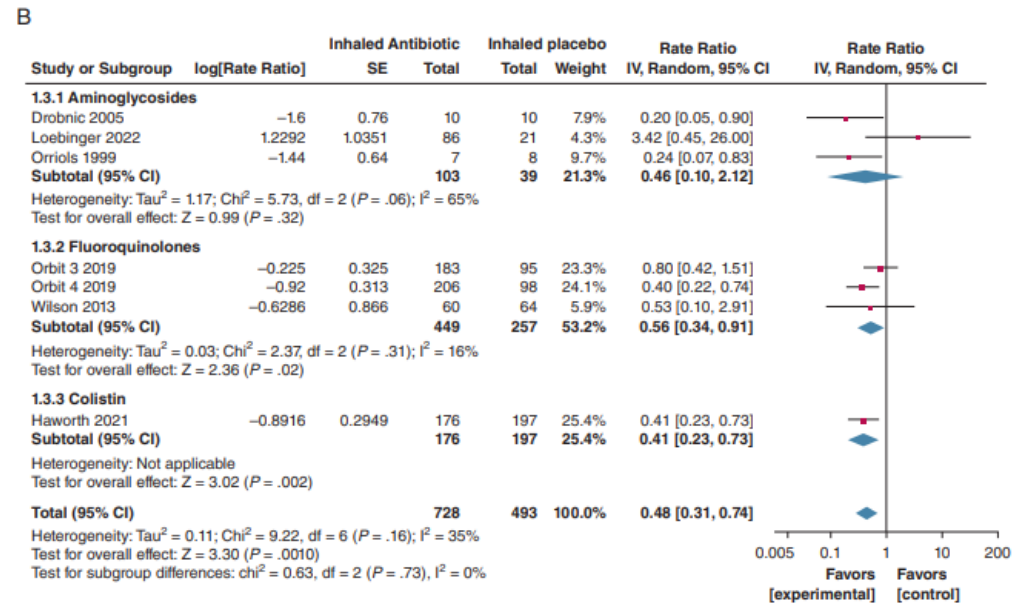 B
Inhaled Antibiotic Inhaled placebo Rate Ratio Rate Ratio
Study or Subgroup log[Rate Ratio] SE Total Total Weight IV, Random, 95% CI IV, Random, 95% CI
1.3.1 Aminoglycosides
Drobnic 2005 −1.6 0.76 10 10 7.9% 0.20 [0.05, 0.90]
Loebinger 2022 1.2292 1.0351 86 21 4.3% 3.42 [0.45, 26.00]
Orriols 1999 −1.44 0.64 7 8 9.7% 0.24 [0.07, 0.83]
Subtotal (95% CI) 103 39 21.3% 0.46 [0.10, 2.12]
Heterogeneity: Tau² = 1.17; Chi² = 5.73, df = 2 (P = .06); I² = 65%
Test for overall effect: Z = 0.99 (P = .32)
1.3.2 Fluoroquinolones
Orbit 3 2019 −0.225 0.325 183 95 23.3% 0.80 [0.42, 1.51]
Orbit 4 2019 −0.92 0.313 206 98 24.1% 0.40 [0.22, 0.74]
Wilson 2013 −0.6286 0.866 60 64 5.9% 0.53 [0.10, 2.91]
Subtotal (95% CI) 449 257 53.2% 0.56 [0.34, 0.91]
Heterogeneity: Tau² = 0.03; Chi² = 2.37, df = 2 (P = .31); I² = 16%
Test for overall effect: Z = 2.36 (P = .02)
1.3.3 Colistin
Haworth 2021 −0.8916 0.2949 176 197 25.4% 0.41 [0.23, 0.73]
Subtotal (95% CI) 176 197 25.4% 0.41 [0.23, 0.73]
Heterogeneity: Not applicable
Test for overall effect: Z = 3.02 (P = .002)
Total (95% CI) 728 493 100.0% 0.48 [0.31, 0.74]
Heterogeneity: Tau² = 0.11; Chi² = 9.22, df = 6 (P = .16); I² = 35%
Test for overall effect: Z = 3.30 (P = .0010)
Test for subgroup differences: chi² = 0.63, df = 2 (P = .73), I² = 0%
0.005 0.1 1 10 200
Favors Favors
[experimental] [control]